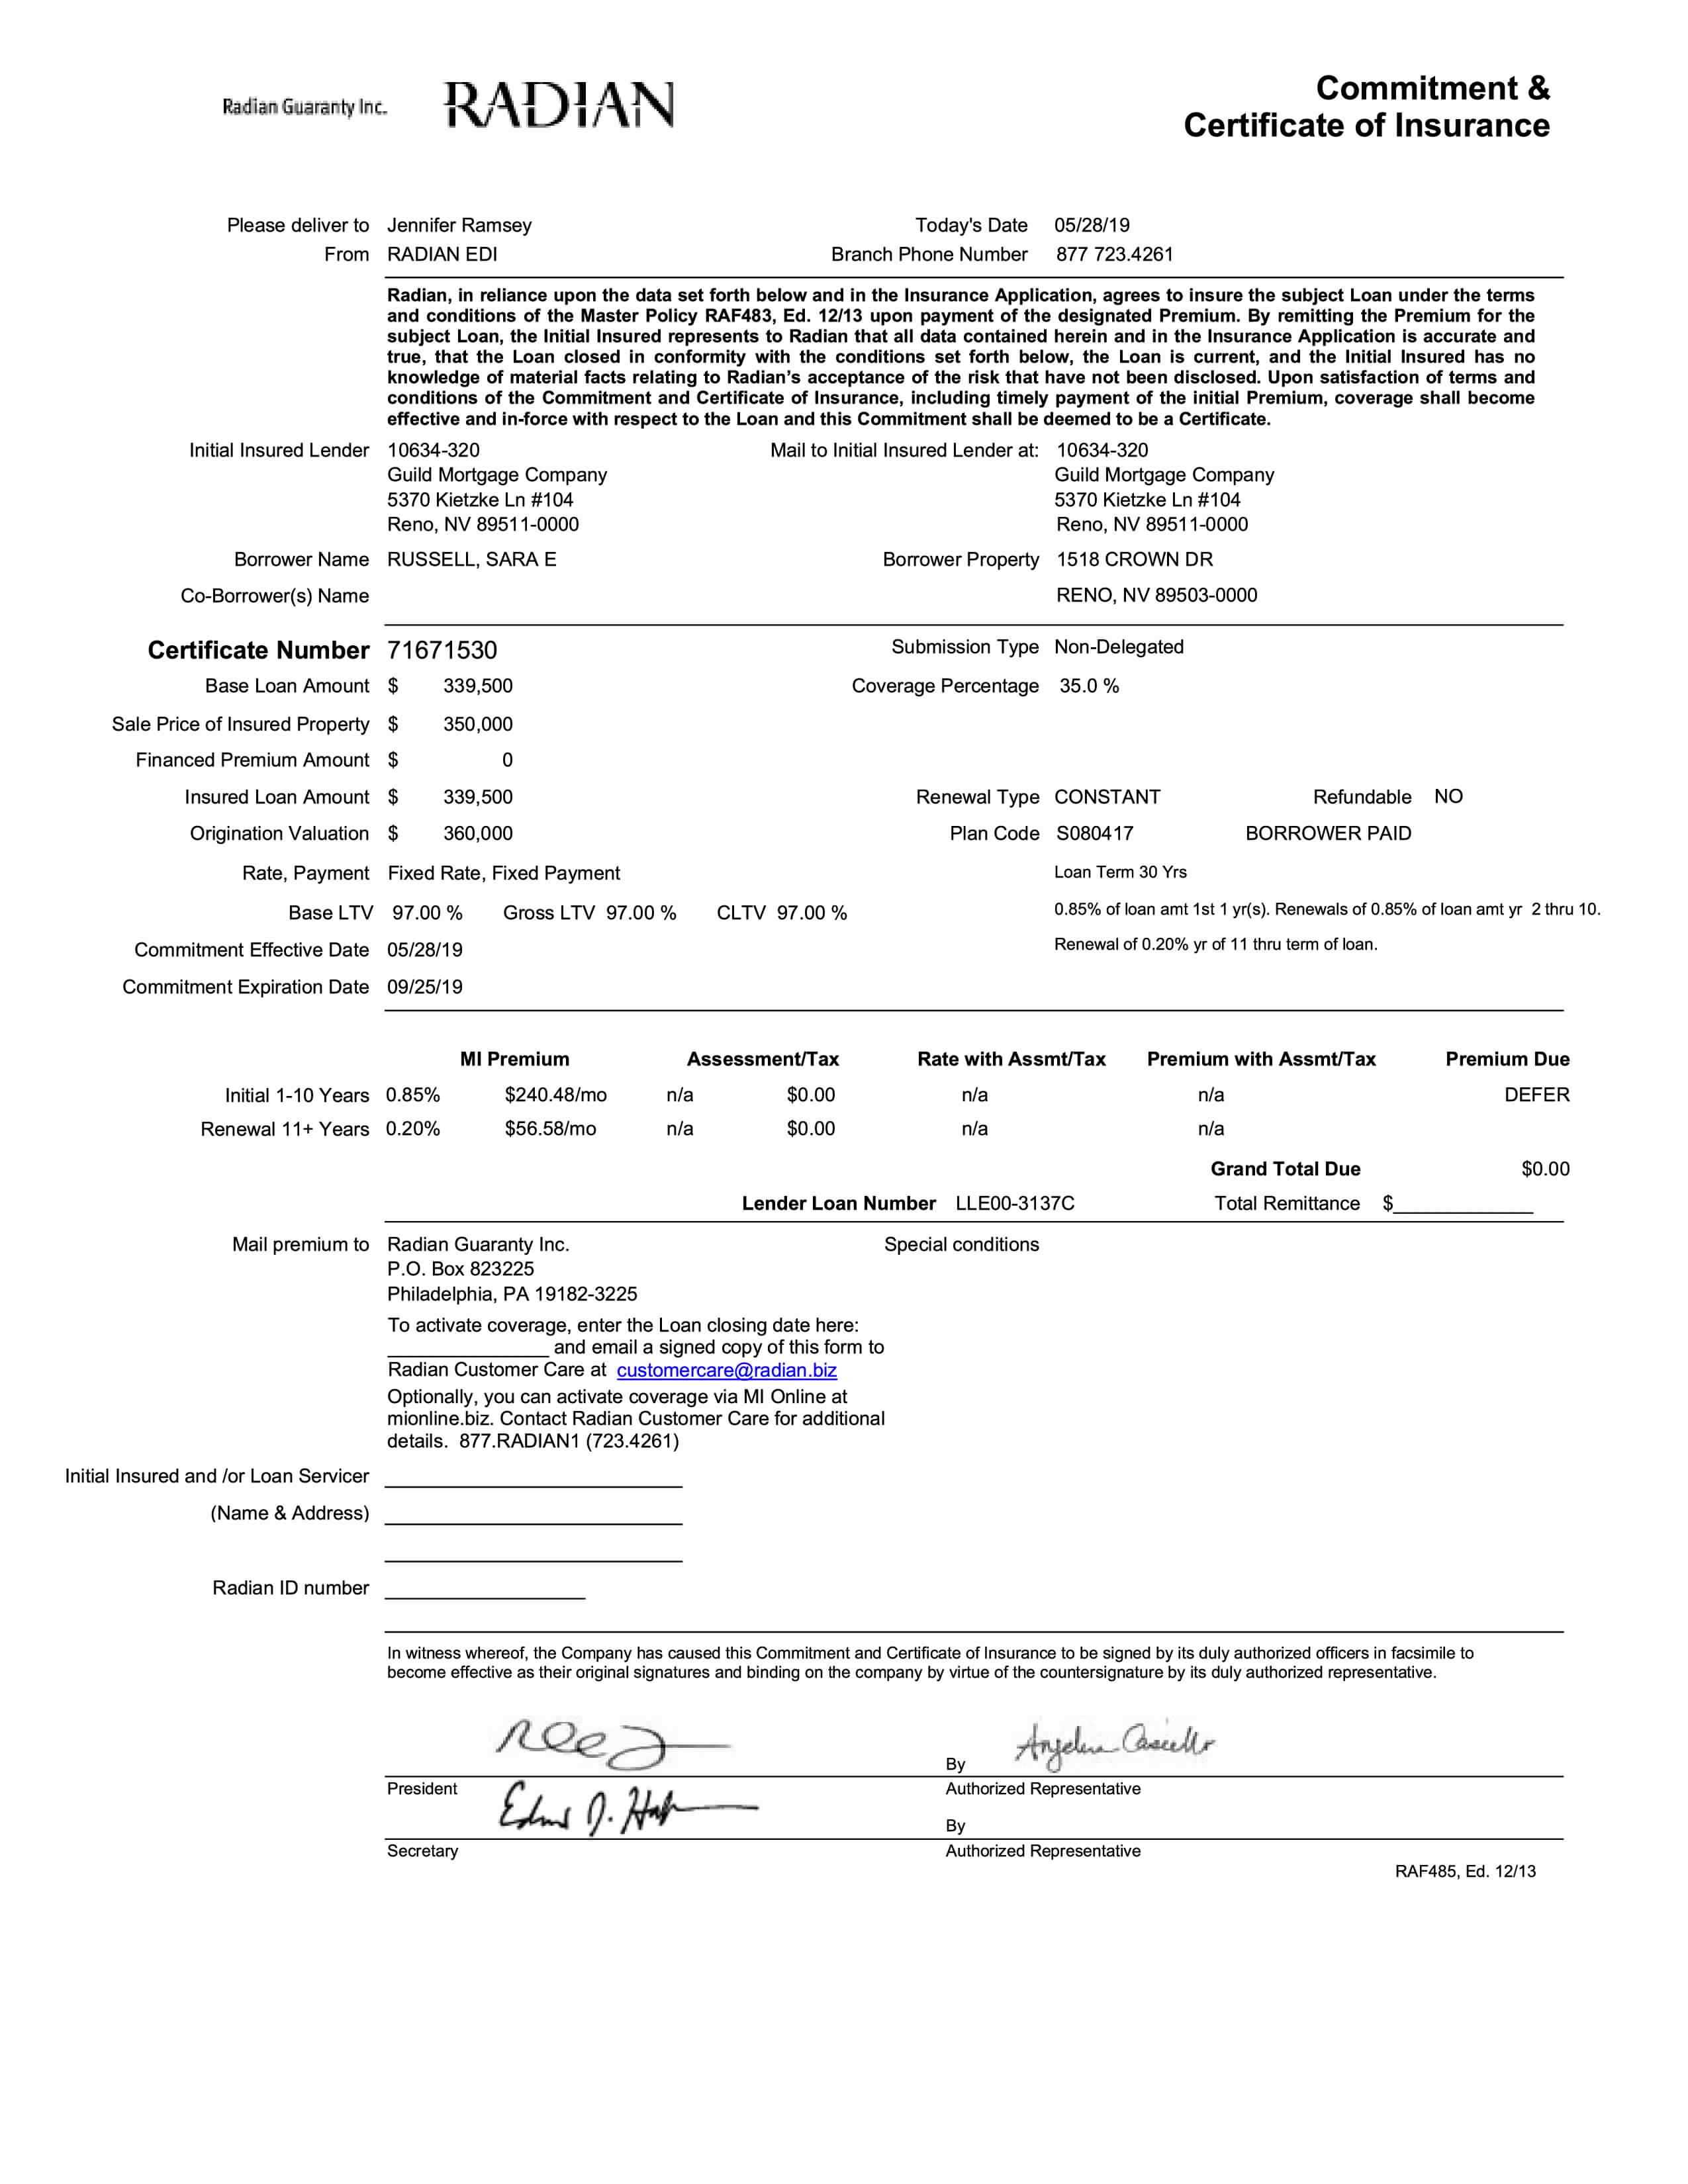 Radian Guaranty Inc. RADIAN
Commitment &
Certificate of Insurance
Please deliver to Jennifer Ramsey Today's Date 05/28/19
From RADIAN EDI Branch Phone Number 877 723.4261
Radian, in reliance upon the data set forth below and in the Insurance Application, agrees to insure the subject Loan under the terms
and conditions of the Master Policy RAF483, Ed. 12/13 upon payment of the designated Premium. By remitting the Premium for the
subject Loan, the Initial Insured represents to Radian that all data contained herein and in the Insurance Application is accurate and
true, that the Loan closed in conformity with the conditions set forth below, the Loan is current, and the Initial Insured has no
knowledge of material facts relating to Radian’s acceptance of the risk that have not been disclosed. Upon satisfaction of terms and
conditions of the Commitment and Certificate of Insurance, including timely payment of the initial Premium, coverage shall become
effective and in-force with respect to the Loan and this Commitment shall be deemed to be a Certificate.
Initial Insured Lender 10634-320 Mail to Initial Insured Lender at: 10634-320
Guild Mortgage Company Guild Mortgage Company
5370 Kietzke Ln #104 5370 Kietzke Ln #104
Reno, NV 89511-0000 Reno, NV 89511-0000
Borrower Name RUSSELL, SARA E Borrower Property 1518 CROWN DR
Co-Borrower(s) Name RENO, NV 89503-0000
Certificate Number 71671530 Submission Type Non-Delegated
Base Loan Amount $ 339,500 Coverage Percentage 35.0 %
Sale Price of Insured Property $ 350,000
Financed Premium Amount $ 0
Insured Loan Amount $ 339,500 Renewal Type CONSTANT Refundable NO
Origination Valuation $ 360,000 Plan Code S080417 BORROWER PAID
Rate, Payment Fixed Rate, Fixed Payment Loan Term 30 Yrs
Base LTV 97.00 % Gross LTV 97.00 % CLTV 97.00 % 0.85% of loan amt 1st 1 yr(s). Renewals of 0.85% of loan amt yr 2 thru 10.
Commitment Effective Date 05/28/19 Renewal of 0.20% yr of 11 thru term of loan.
Commitment Expiration Date 09/25/19
MI Premium Assessment/Tax Rate with Assmt/Tax Premium with Assmt/Tax Premium Due
Initial 1-10 Years 0.85% $240.48/mo n/a $0.00 n/a n/a DEFER
Renewal 11+ Years 0.20% $56.58/mo n/a $0.00 n/a n/a
Grand Total Due $0.00
Lender Loan Number LLE00-3137C Total Remittance $_____________
Mail premium to Radian Guaranty Inc. Special conditions
P.O. Box 823225
Philadelphia, PA 19182-3225
To activate coverage, enter the Loan closing date here:
_______________ and email a signed copy of this form to
Radian Customer Care at customercare@radian.biz
Optionally, you can activate coverage via MI Online at
mionline.biz. Contact Radian Customer Care for additional
details. 877.RADIAN1 (723.4261)
Initial Insured and /or Loan Servicer
(Name & Address)
Radian ID number
In witness whereof, the Company has caused this Commitment and Certificate of Insurance to be signed by its duly authorized officers in facsimile to
become effective as their original signatures and binding on the company by virtue of the countersignature by its duly authorized representative.
By
President Authorized Representative
By
Secretary Authorized Representative
RAF485, Ed. 12/13